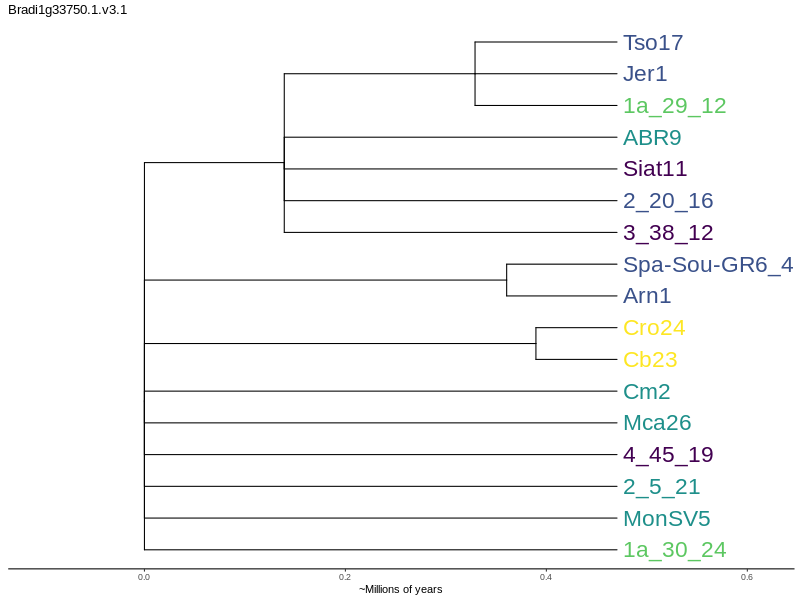 Bradi1g33750.1.v3.1
Tso17
Jer1
1a_29_12
ABR9
Siat11
2_20_16
3_38_12
Spa-Sou-GR6_4
Arn1
Cro24
Cb23
Cm2
Mca26
4_45_19
2_5_21
MonSV5
1a_30_24
0.0 0.2 0.4 0.6
~Millions of years